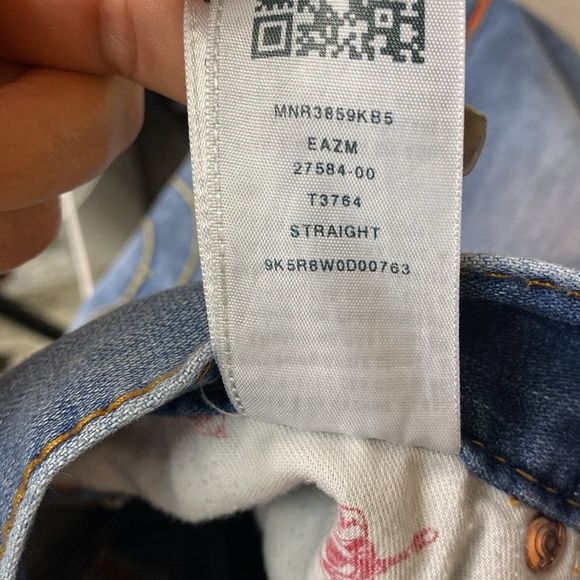 MNR3859KB5
EAZM
27584-00
T3764
STRAIGHT
9K5R8W0D00763